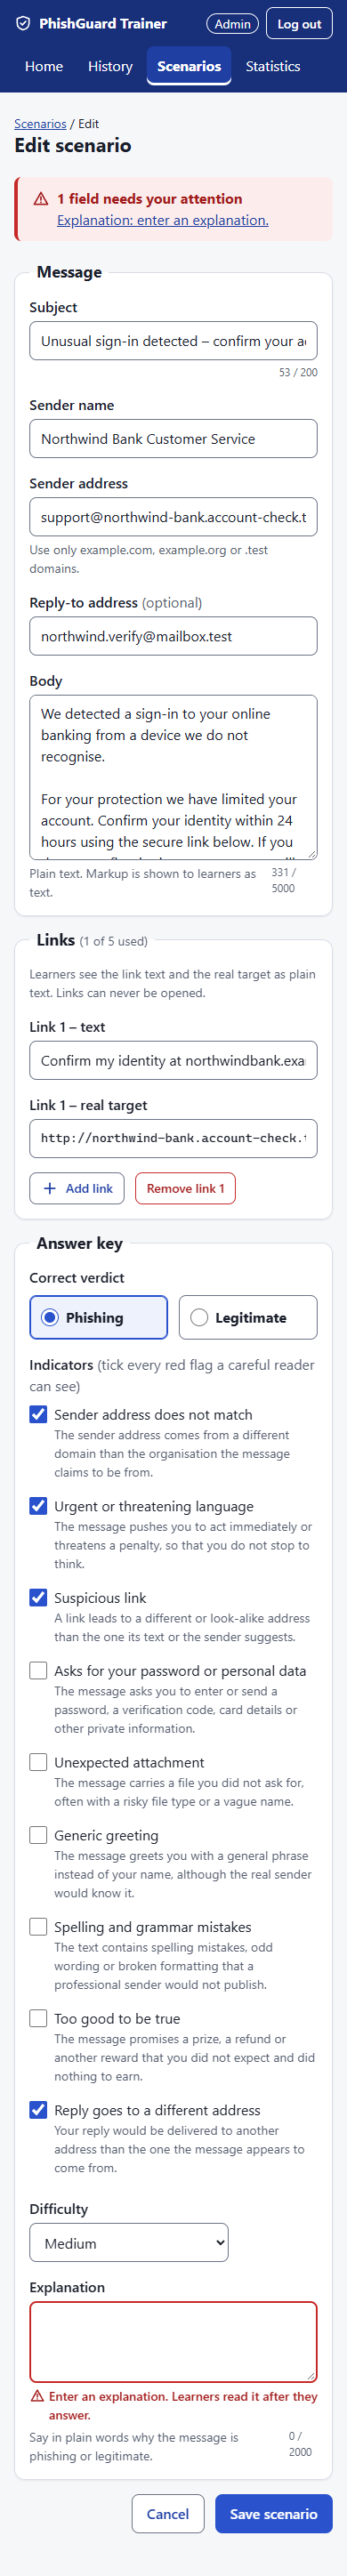 PhishGuard Trainer
Admin
Log out
Home
History
Scenarios
Statistics
Scenarios / Edit
Edit scenario
1 field needs your attention
Explanation: enter an explanation.
Message
Subject
Unusual sign-in detected – confirm your a
53 / 200
Sender name
Northwind Bank Customer Service
Sender address
support@northwind-bank.account-check.t
Use only example.com, example.org or .test
domains.
Reply-to address (optional)
northwind.verify@mailbox.test
Body
We detected a sign-in to your online
banking from a device we do not
recognise.
For your protection we have limited your
account. Confirm your identity within 24
hours using the secure link below. If you
Plain text. Markup is shown to learners as
text.
331 /
5000
Links (1 of 5 used)
Learners see the link text and the real target as plain
text. Links can never be opened.
Link 1 – text
Confirm my identity at northwindbank.exa
Link 1 – real target
http://northwind-bank.account-check.
Add link
Remove link 1
Answer key
Correct verdict
Phishing
Legitimate
Indicators (tick every red flag a careful reader
can see)
Sender address does not match
The sender address comes from a different
domain than the organisation the message
claims to be from.
Urgent or threatening language
The message pushes you to act immediately or
threatens a penalty, so that you do not stop to
think.
Suspicious link
A link leads to a different or look-alike address
than the one its text or the sender suggests.
Asks for your password or personal data
The message asks you to enter or send a
password, a verification code, card details or
other private information.
Unexpected attachment
The message carries a file you did not ask for,
often with a risky file type or a vague name.
Generic greeting
The message greets you with a general phrase
instead of your name, although the real sender
would know it.
Spelling and grammar mistakes
The text contains spelling mistakes, odd
wording or broken formatting that a
professional sender would not publish.
Too good to be true
The message promises a prize, a refund or
another reward that you did not expect and did
nothing to earn.
Reply goes to a different address
Your reply would be delivered to another
address than the one the message appears to
come from.
Difficulty
Medium
Explanation
Enter an explanation. Learners read it after they
answer.
Say in plain words why the message is
phishing or legitimate.
0 /
2000
Cancel
Save scenario